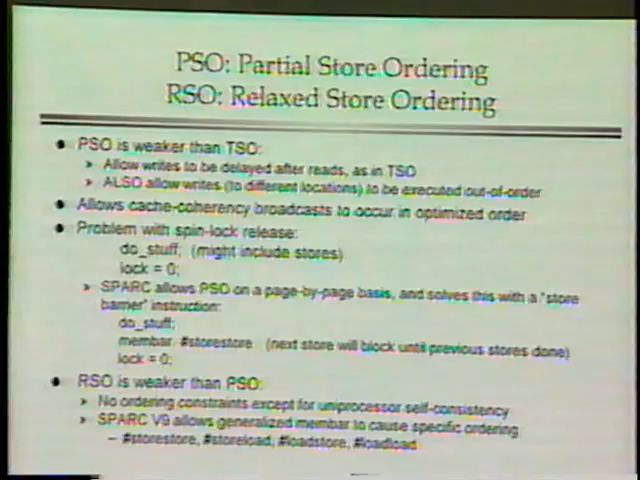 PSO: Partial Store Ordering
RSO: Relaxed Store Ordering
● PSO is weaker than TSO:
» Allow writes to be delayed after reads, as in TSO
» ALSO allow writes (to different locations) to be executed out-of-order
● Allows cache-coherency broadcasts to occur in optimized order
● Problem with spin-lock release:
do_stuff; (might include stores)
lock = 0;
» SPARC allows PSO on a page-by-page basis, and solves this with a "store
barrier" instruction:
do_stuff;
membar #storestore (next store will block until previous stores done)
lock = 0;
● RSO is weaker than PSO:
» No ordering constraints except for uniprocessor self-consistency
» SPARC V9 allows generalized membar to cause specific ordering
– #storestore, #storeload, #loadstore, #loadload